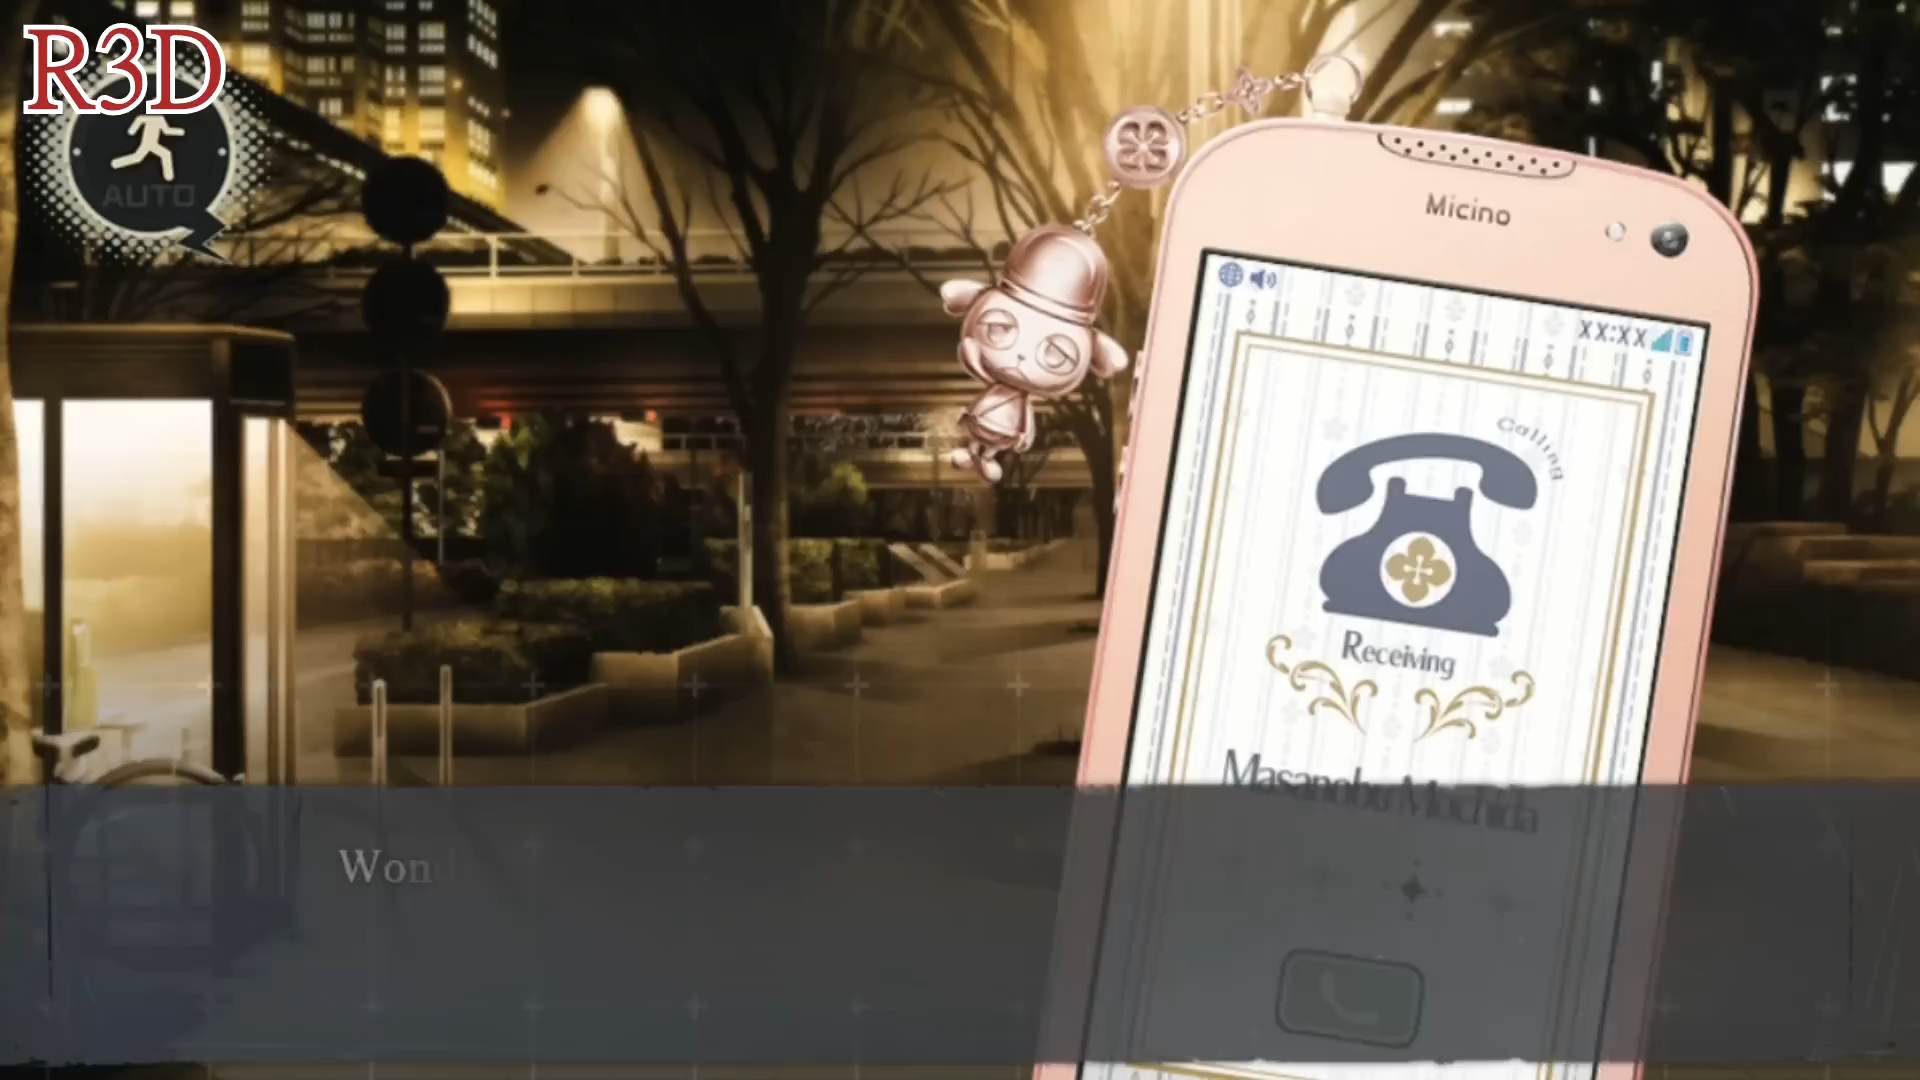 R3D
AUTO
Micino
XX:XX
Calling
Receiving
Masanobu Mochida
Won